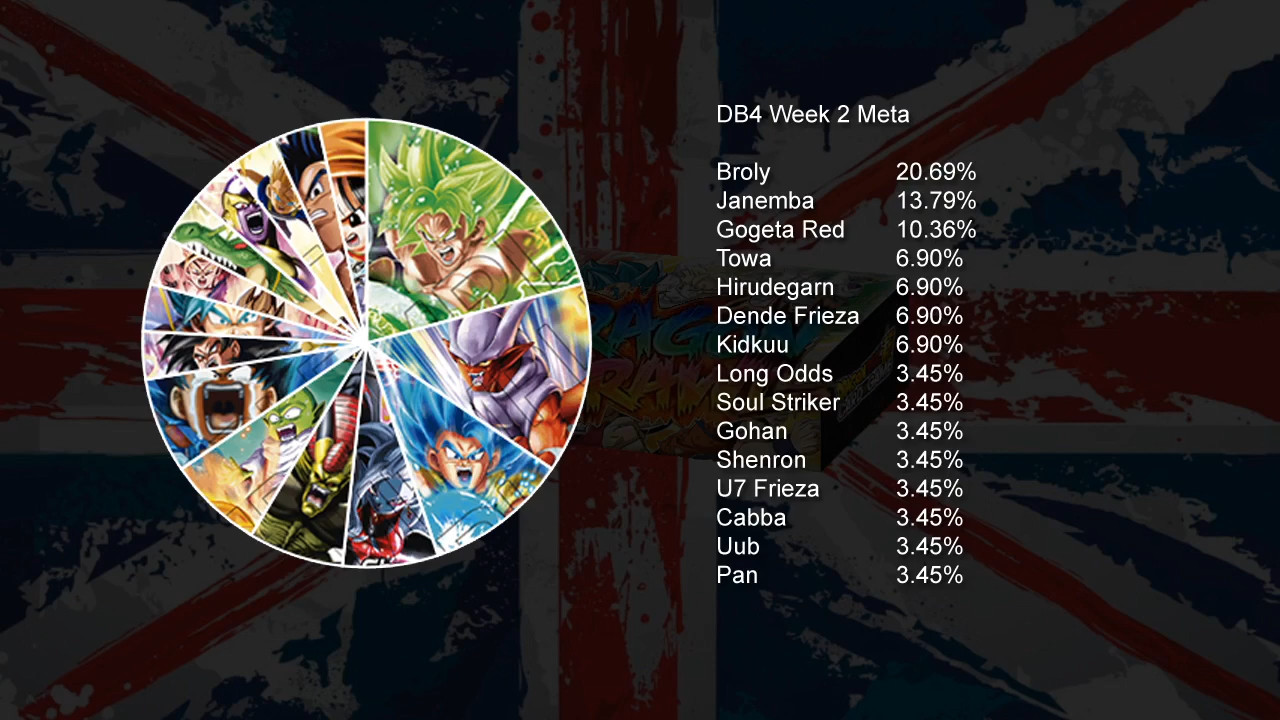 DB4 Week 2 Meta
Broly 20.69%
Janemba 13.79%
Gogeta Red 10.36%
Towa 6.90%
Hirudegarn 6.90%
Dende Frieza 6.90%
Kidkuu 6.90%
Long Odds 3.45%
Soul Striker 3.45%
Gohan 3.45%
Shenron 3.45%
U7 Frieza 3.45%
Cabba 3.45%
Uub 3.45%
Pan 3.45%